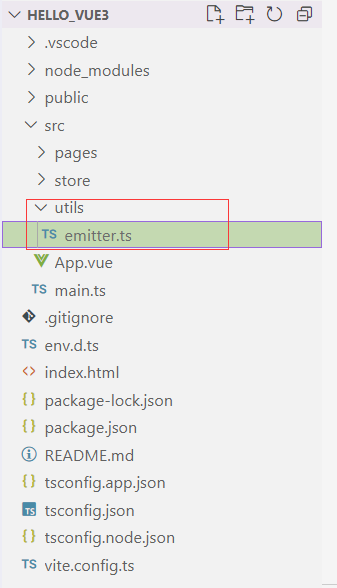 HELLO_VUE3
.vscode
node_modules
public
src
pages
store
utils
TS emitter.ts
App.vue
TS main.ts
.gitignore
TS env.d.ts
<> index.html
{} package-lock.json
{} package.json
README.md
{} tsconfig.app.json
TS tsconfig.json
{} tsconfig.node.json
TS vite.config.ts